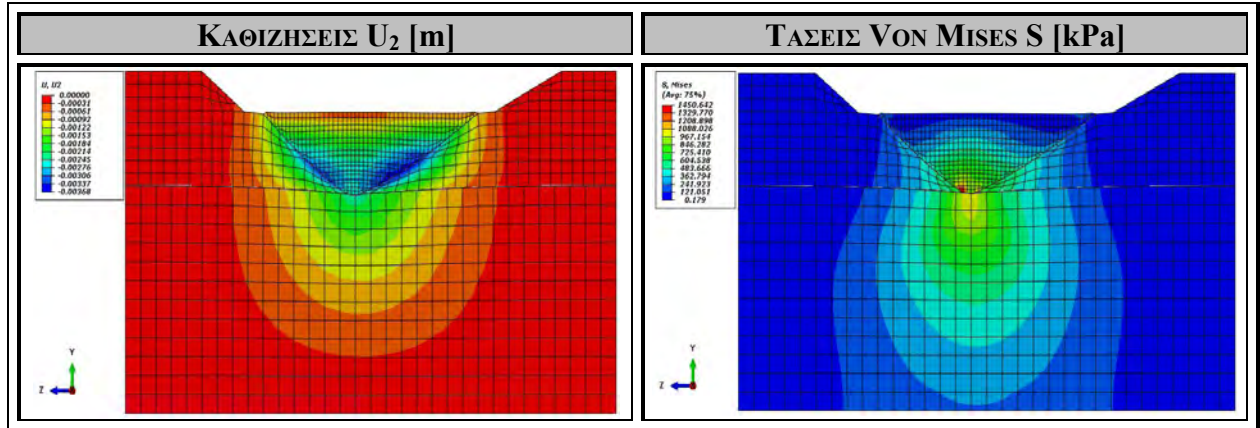 ΚΑΘΙΖΗΣΕΙΣ U2 [m]
ΤΑΣΕΙΣ VON MISES S [kPa]
U, U2
0.00000
-0.00031
-0.00061
-0.00092
-0.00122
-0.00153
-0.00184
-0.00214
-0.00245
-0.00276
-0.00306
-0.00337
-0.00368
Y
Z
S, Mises
(Avg: 75%)
1450.642
1329.770
1208.898
1088.026
967.154
846.282
725.410
604.538
483.666
362.794
241.923
121.051
0.179
Y
Z